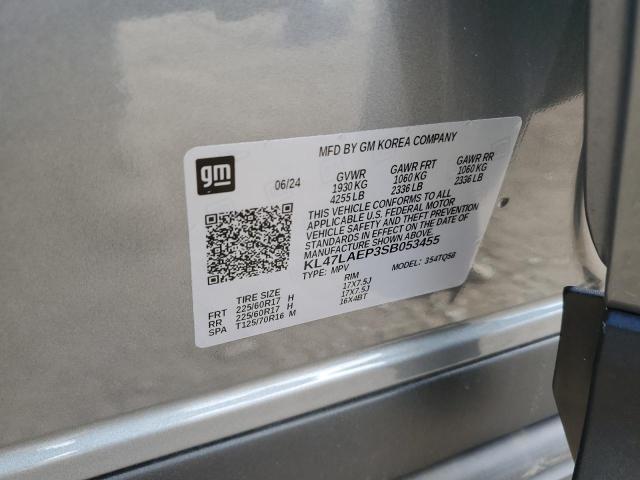 MFD BY GM KOREA COMPANY
gm
06/24 GVWR GAWR FRT GAWR RR
1930 KG 1060 KG 1060 KG
4255 LB 2336 LB 2336 LB
THIS VEHICLE CONFORMS TO ALL
APPLICABLE U.S. FEDERAL MOTOR
VEHICLE SAFETY AND THEFT PREVENTION
STANDARDS IN EFFECT ON THE DATE OF
MANUFACTURE SHOWN ABOVE.
KL47LAEP3SB053455
TYPE: MPV MODEL: 354TQ58
TIRE SIZE RIM
FRT 225/60R17 H 17X7.5J
RR 225/60R17 H 17X7.5J
SPA T125/70R16 M 16X4BT